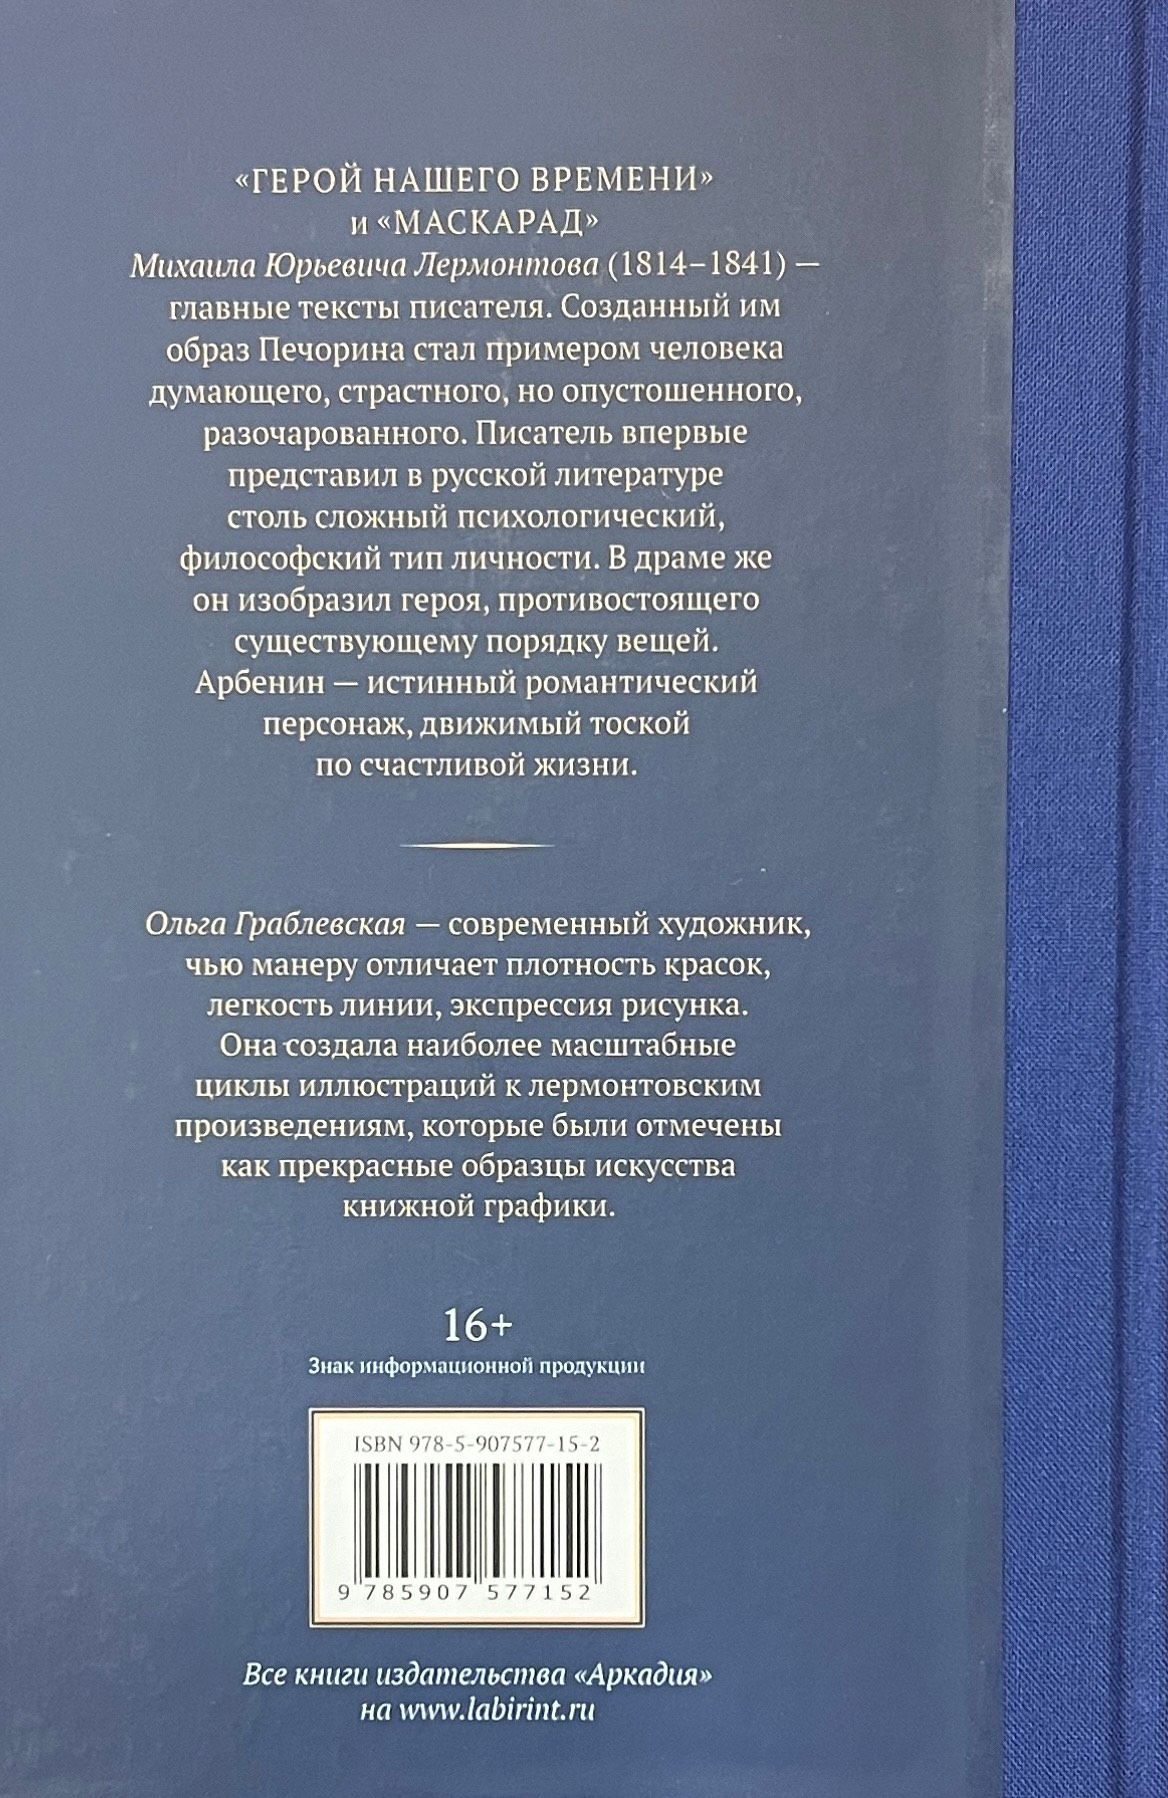 «ГЕРОЙ НАШЕГО ВРЕМЕНИ»
и «МАСКАРАД»
Михаила Юрьевича Лермонтова (1814–1841) —
главные тексты писателя. Созданный им
образ Печорина стал примером человека
думающего, страстного, но опустошенного,
разочарованного. Писатель впервые
представил в русской литературе
столь сложный психологический,
философский тип личности. В драме же
он изобразил героя, противостоящего
существующему порядку вещей.
Арбенин — истинный романтический
персонаж, движимый тоской
по счастливой жизни.
Ольга Граблевская — современный художник,
чью манеру отличает плотность красок,
легкость линии, экспрессия рисунка.
Она создала наиболее масштабные
циклы иллюстраций к лермонтовским
произведениям, которые были отмечены
как прекрасные образцы искусства
книжной графики.
16+
Знак информационной продукции
ISBN 978-5-907577-15-2
9 785907 577152
Все книги издательства «Аркадия»
на www.labirint.ru